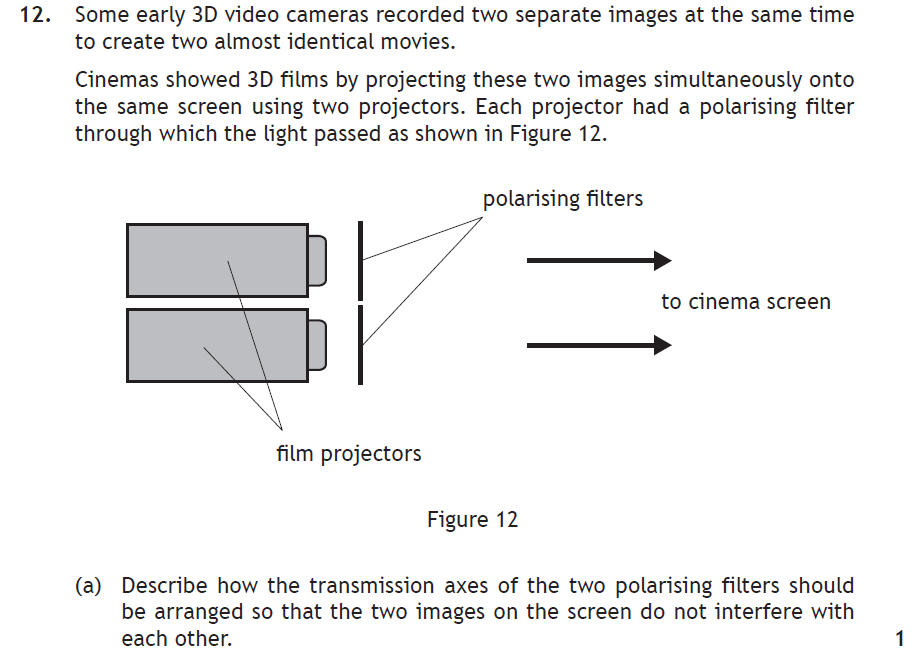 12. Some early 3D video cameras recorded two separate images at the same time
to create two almost identical movies.
Cinemas showed 3D films by projecting these two images simultaneously onto
the same screen using two projectors. Each projector had a polarising filter
through which the light passed as shown in Figure 12.
polarising filters
to cinema screen
film projectors
Figure 12
(a) Describe how the transmission axes of the two polarising filters should
be arranged so that the two images on the screen do not interfere with
each other. 1